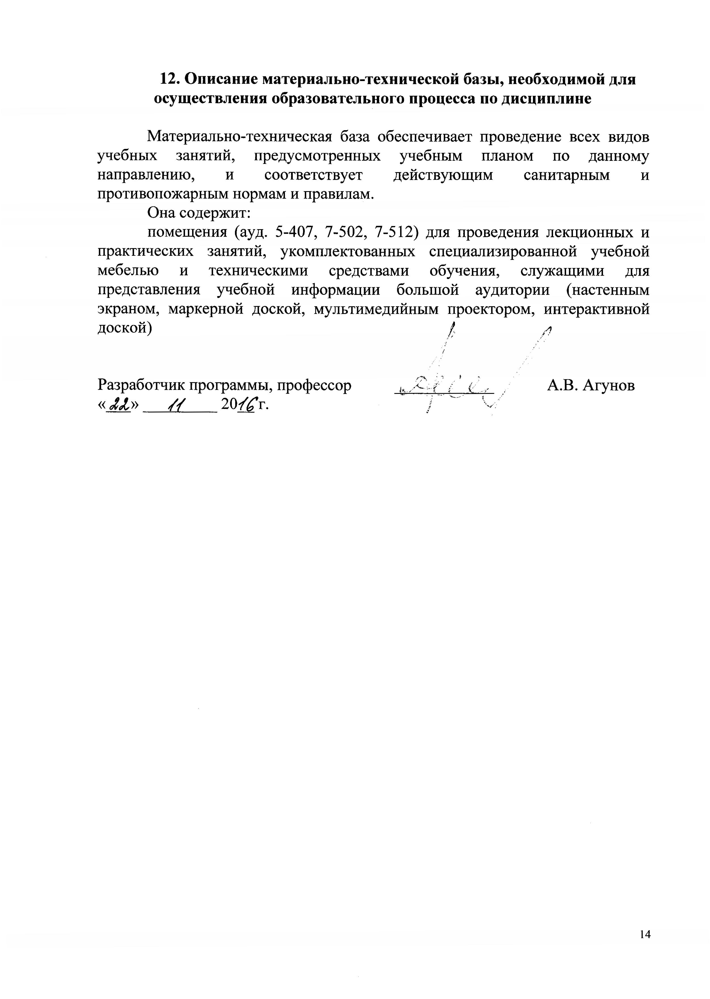 12. Описание материально-технической базы, необходимой для
осуществления образовательного процесса по дисциплине
Материально-техническая база обеспечивает проведение всех видов
учебных занятий, предусмотренных учебным планом по данному
направлению, и соответствует действующим санитарным и
противопожарным нормам и правилам.
Она содержит:
помещения (ауд. 5-407, 7-502, 7-512) для проведения лекционных и
практических занятий, укомплектованных специализированной учебной
мебелью и техническими средствами обучения, служащими для
представления учебной информации большой аудитории (настенным
экраном, маркерной доской, мультимедийным проектором, интерактивной
доской)
Разработчик программы, профессор А.В. Агунов
«22» 11 2016 г.
14